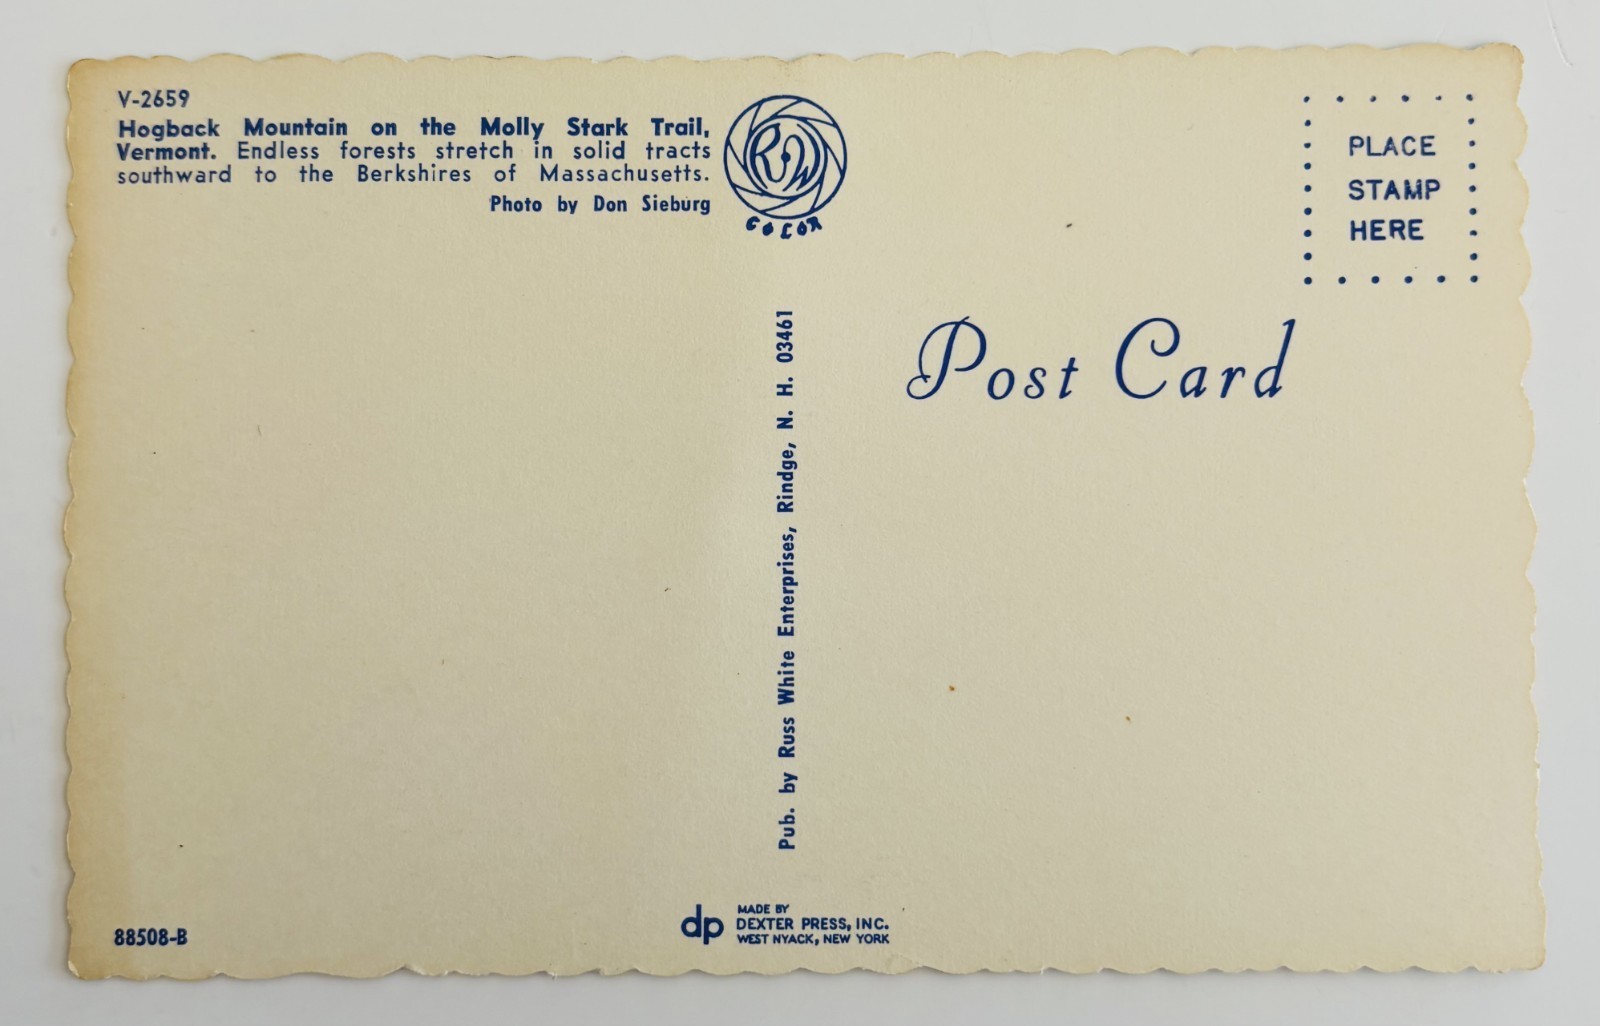 V-2659
Hogback Mountain on the Molly Stark Trail,
Vermont. Endless forests stretch in solid tracts
southward to the Berkshires of Massachusetts.
Photo by Don Sieburg
RW
COLOR
PLACE
STAMP
HERE
Post Card
Pub. by Russ White Enterprises, Rindge, N. H. 03461
88508-B
dp
MADE BY
DEXTER PRESS, INC.
WEST NYACK, NEW YORK